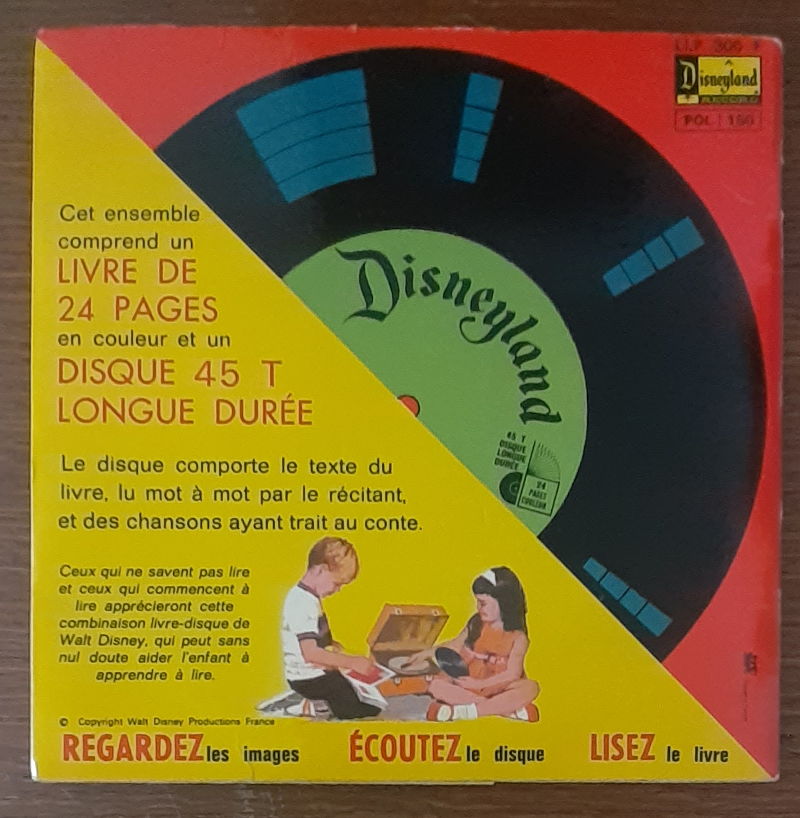 LLP 306 F
Disneyland
RECORD
POL 180
Disneyland
45 T
DISQUE
LONGUE
DURÉE
24
PAGES
COULEUR
Cet ensemble
comprend un
LIVRE DE
24 PAGES
en couleur et un
DISQUE 45 T
LONGUE DURÉE
Le disque comporte le texte du
livre, lu mot à mot par le récitant,
et des chansons ayant trait au conte.
Ceux qui ne savent pas lire
et ceux qui commencent à
lire apprécieront cette
combinaison livre-disque de
Walt Disney, qui peut sans
nul doute aider l'enfant à
apprendre à lire.
© Copyright Walt Disney Productions France
REGARDEZ les images ÉCOUTEZ le disque LISEZ le livre